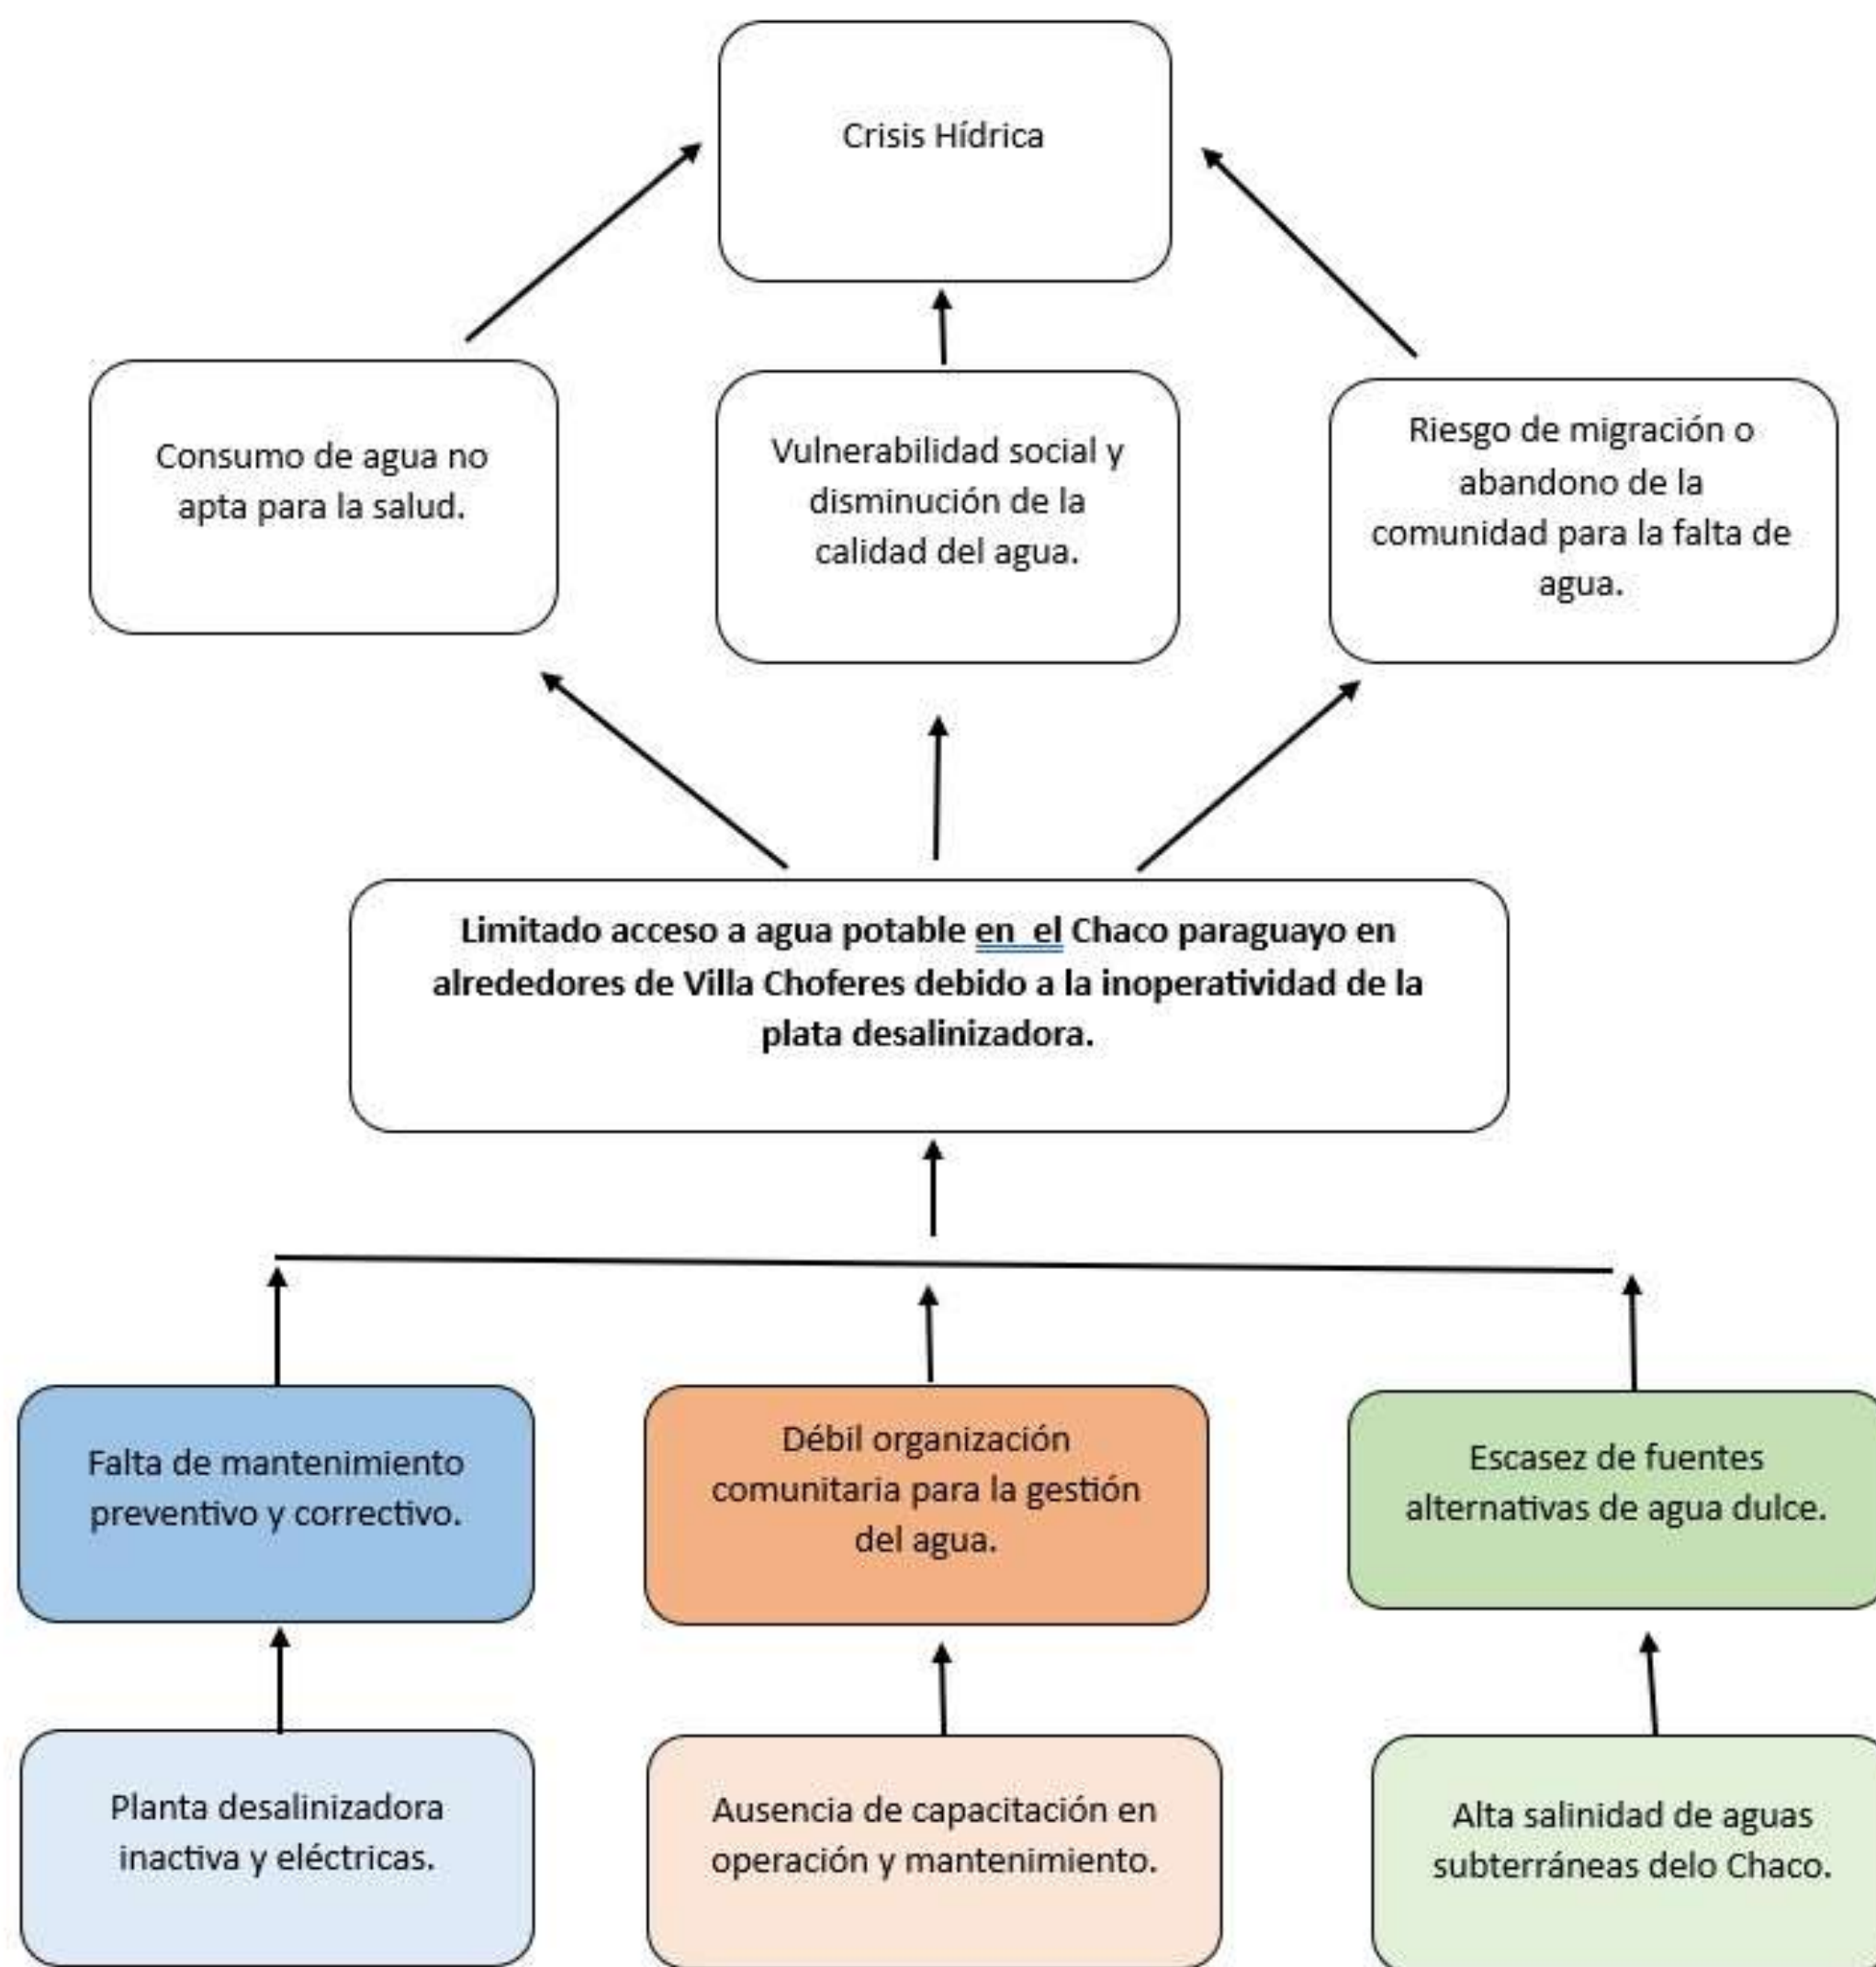 Crisis Hídrica
Consumo de agua no
apta para la salud.
Vulnerabilidad social y
disminución de la
calidad del agua.
Riesgo de migración o
abandono de la
comunidad para la falta de
agua.
Limitado acceso a agua potable en  el Chaco paraguayo en
alrededores de Villa Choferes debido a la inoperatividad de la
plata desalinizadora.
Falta de mantenimiento
preventivo y correctivo.
Débil organización
comunitaria para la gestión
del agua.
Escasez de fuentes
alternativas de agua dulce.
Planta desalinizadora
inactiva y eléctricas.
Ausencia de capacitación en
operación y mantenimiento.
Alta salinidad de aguas
subterráneas delo Chaco.